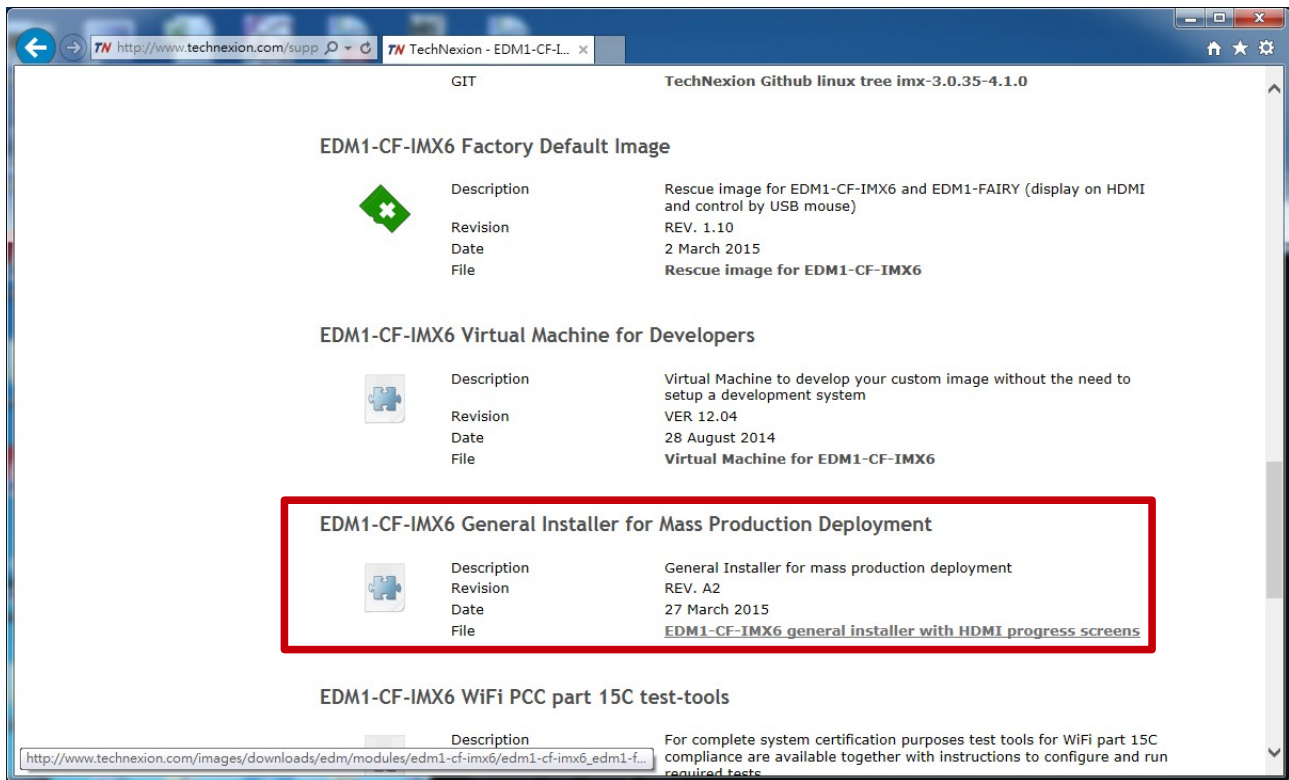 TN http://www.technexion.com/supp
TN TechNexion - EDM1-CF-I...
GIT TechNexion Github linux tree imx-3.0.35-4.1.0
EDM1-CF-IMX6 Factory Default Image
Description Rescue image for EDM1-CF-IMX6 and EDM1-FAIRY (display on HDMI
and control by USB mouse)
Revision REV. 1.10
Date 2 March 2015
File Rescue image for EDM1-CF-IMX6
EDM1-CF-IMX6 Virtual Machine for Developers
Description Virtual Machine to develop your custom image without the need to
setup a development system
Revision VER 12.04
Date 28 August 2014
File Virtual Machine for EDM1-CF-IMX6
EDM1-CF-IMX6 General Installer for Mass Production Deployment
Description General Installer for mass production deployment
Revision REV. A2
Date 27 March 2015
File EDM1-CF-IMX6 general installer with HDMI progress screens
EDM1-CF-IMX6 WiFi PCC part 15C test-tools
Description For complete system certification purposes test tools for WiFi part 15C
compliance are available together with instructions to configure and run
required tests
http://www.technexion.com/images/downloads/edm/modules/edm1-cf-imx6/edm1-cf-imx6_edm1-f...